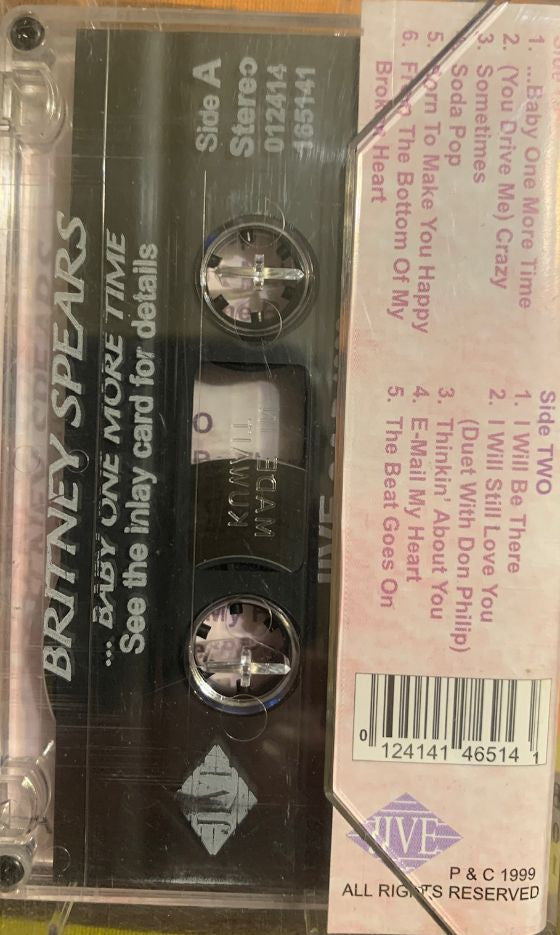 Side A
Stereo
012414
165141
BRITNEY SPEARS
... BABY ONE MORE TIME
See the inlay card for details
JIVE
1. ...Baby One More Time
2. (You Drive Me) Crazy
3. Sometimes
4. Soda Pop
5. Born To Make You Happy
6. From The Bottom Of My
Broken Heart
Side TWO
1. I Will Be There
2. I Will Still Love You
(Duet With Don Philip)
3. Thinkin' About You
4. E-Mail My Heart
5. The Beat Goes On
0 124141 46514 1
JIVE
P & C 1999
ALL RIGHTS RESERVED